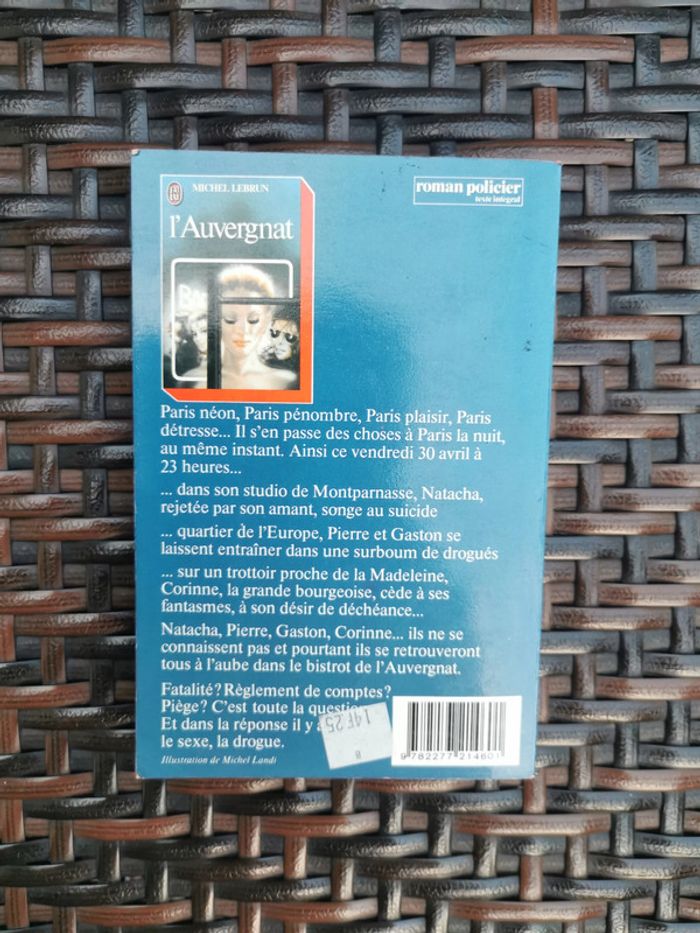 MICHEL LEBRUN
l'Auvergnat
roman policier
texte intégral
Paris néon, Paris pénombre, Paris plaisir, Paris
détresse... Il s'en passe des choses à Paris la nuit,
au même instant. Ainsi ce vendredi 30 avril à
23 heures...
... dans son studio de Montparnasse, Natacha,
rejetée par son amant, songe au suicide
... quartier de l'Europe, Pierre et Gaston se
laissent entraîner dans une surboum de drogués
... sur un trottoir proche de la Madeleine,
Corinne, la grande bourgeoise, cède à ses
fantasmes, à son désir de déchéance...
Natacha, Pierre, Gaston, Corinne... ils ne se
connaissent pas et pourtant ils se retrouveront
tous à l'aube dans le bistrot de l'Auvergnat.
Fatalité? Règlement de comptes?
Piège? C'est toute la
Et dans la réponse il y
le sexe, la drogue.
Illustration de Michel Landi
14F25
9 782277 214601